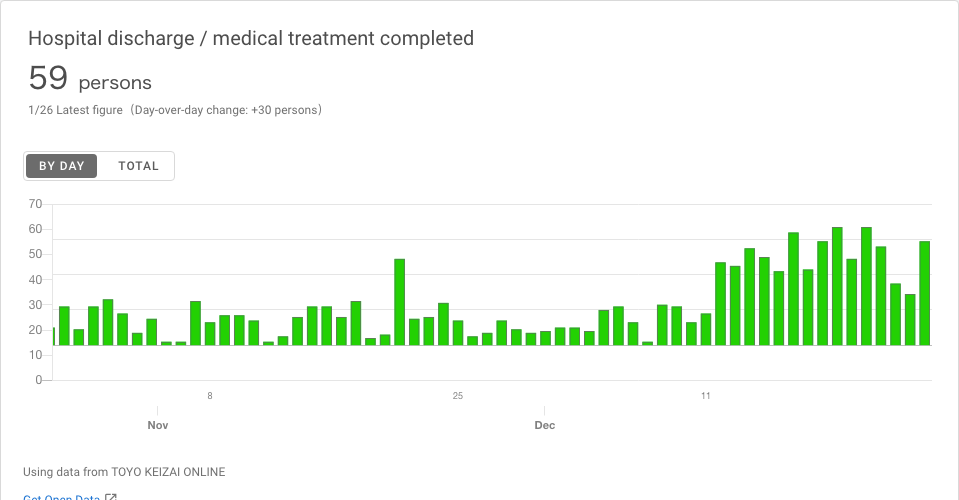 Hospital discharge / medical treatment completed
59 persons
1/26 Latest figure（Day-over-day change: +30 persons）
BY DAY TOTAL
70
60
50
40
30
20
10
0
8 25 11
Nov Dec
Using data from TOYO KEIZAI ONLINE
Get Open Data